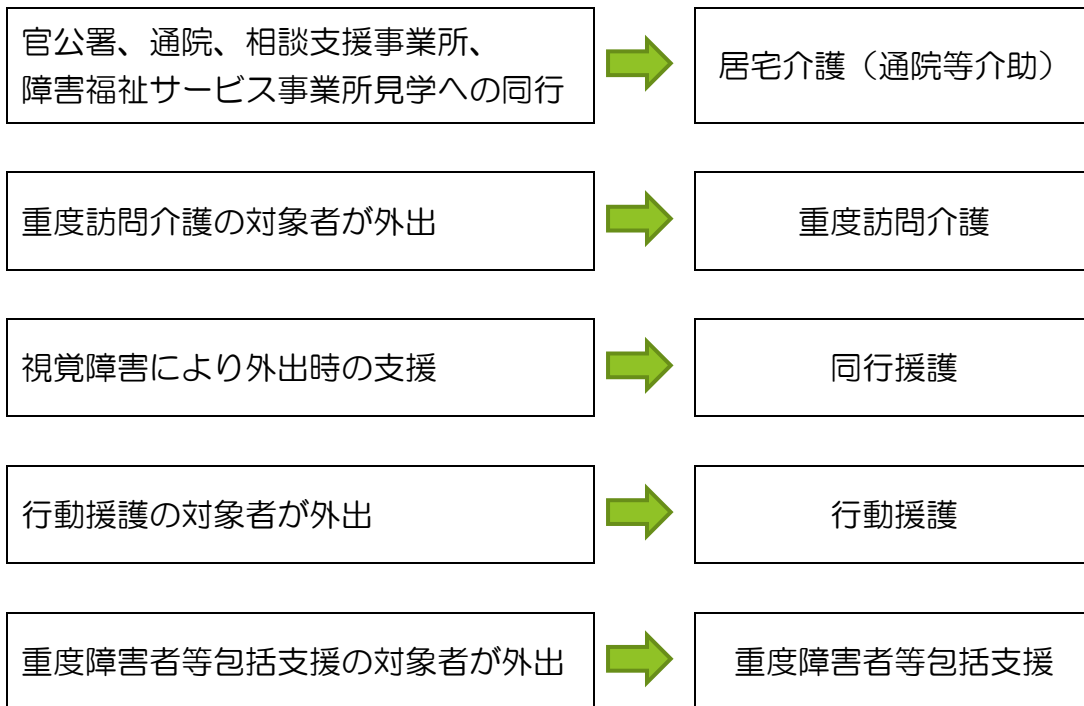 官公署、通院、相談支援事業所、
障害福祉サービス事業所見学への同行
居宅介護（通院等介助）
重度訪問介護の対象者が外出
重度訪問介護
視覚障害により外出時の支援
同行援護
行動援護の対象者が外出
行動援護
重度障害者等包括支援の対象者が外出
重度障害者等包括支援